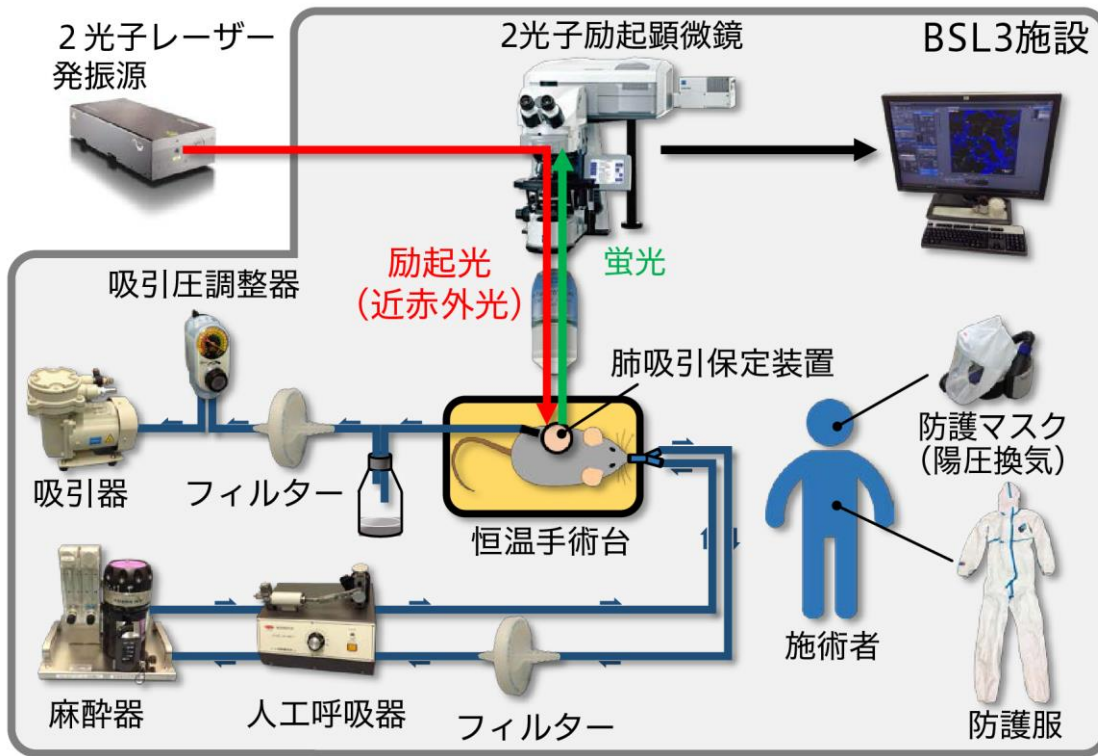 ２光子レーザー
発振源
2光子励起顕微鏡
BSL3施設
励起光
（近赤外光）
蛍光
吸引圧調整器
肺吸引保定装置
吸引器
フィルター
恒温手術台
防護マスク
（陽圧換気）
麻酔器
人工呼吸器
フィルター
施術者
防護服